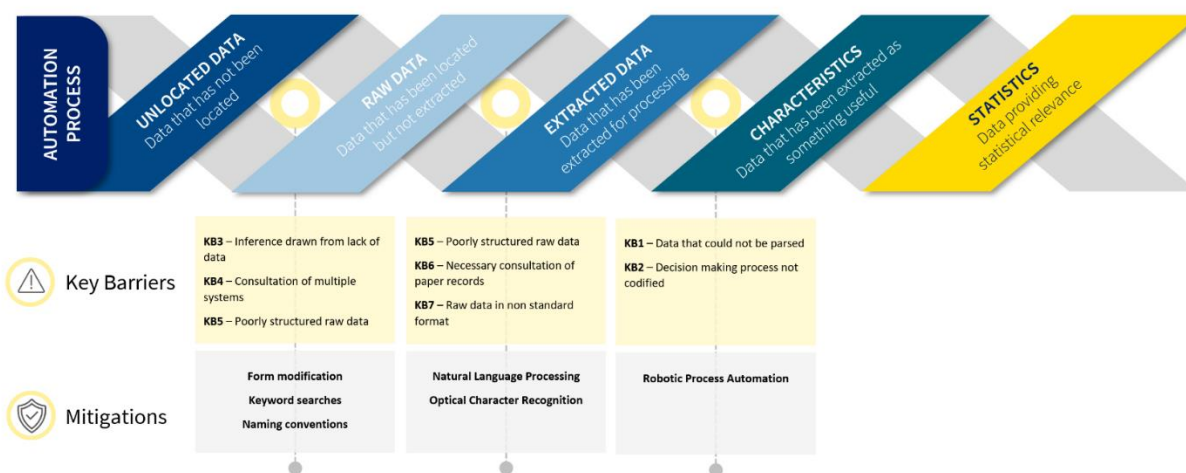 AUTOMATION
PROCESS
UNLOCATED DATA
Data that has not been
located
RAW DATA
Data that has been located
but not extracted
EXTRACTED DATA
Data that has been
extracted for processing
CHARACTERISTICS
Data that has been extracted as
something useful
STATISTICS
Data providing
statistical relevance
Key Barriers
KB3 – Inference drawn from lack of
data
KB4 – Consultation of multiple
systems
KB5 – Poorly structured raw data
KB5 – Poorly structured raw data
KB6 – Necessary consultation of
paper records
KB7 – Raw data in non standard
format
KB1 – Data that could not be parsed
KB2 – Decision making process not
codified
Mitigations
Form modification
Keyword searches
Naming conventions
Natural Language Processing
Optical Character Recognition
Robotic Process Automation